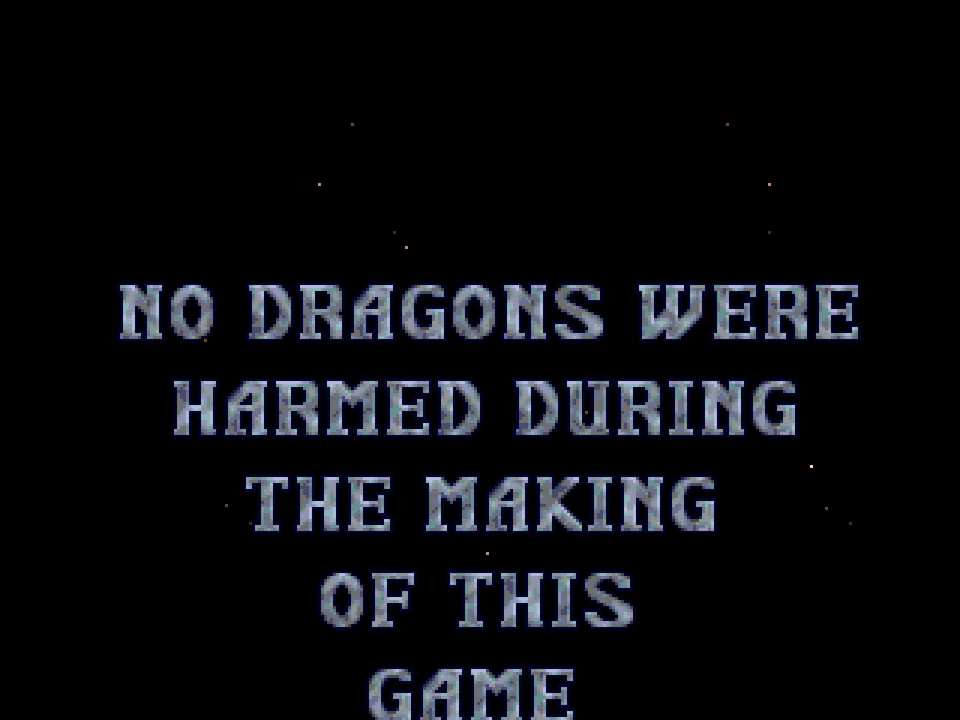 NO DRAGONS WERE
HARMED DURING
THE MAKING
OF THIS
GAME